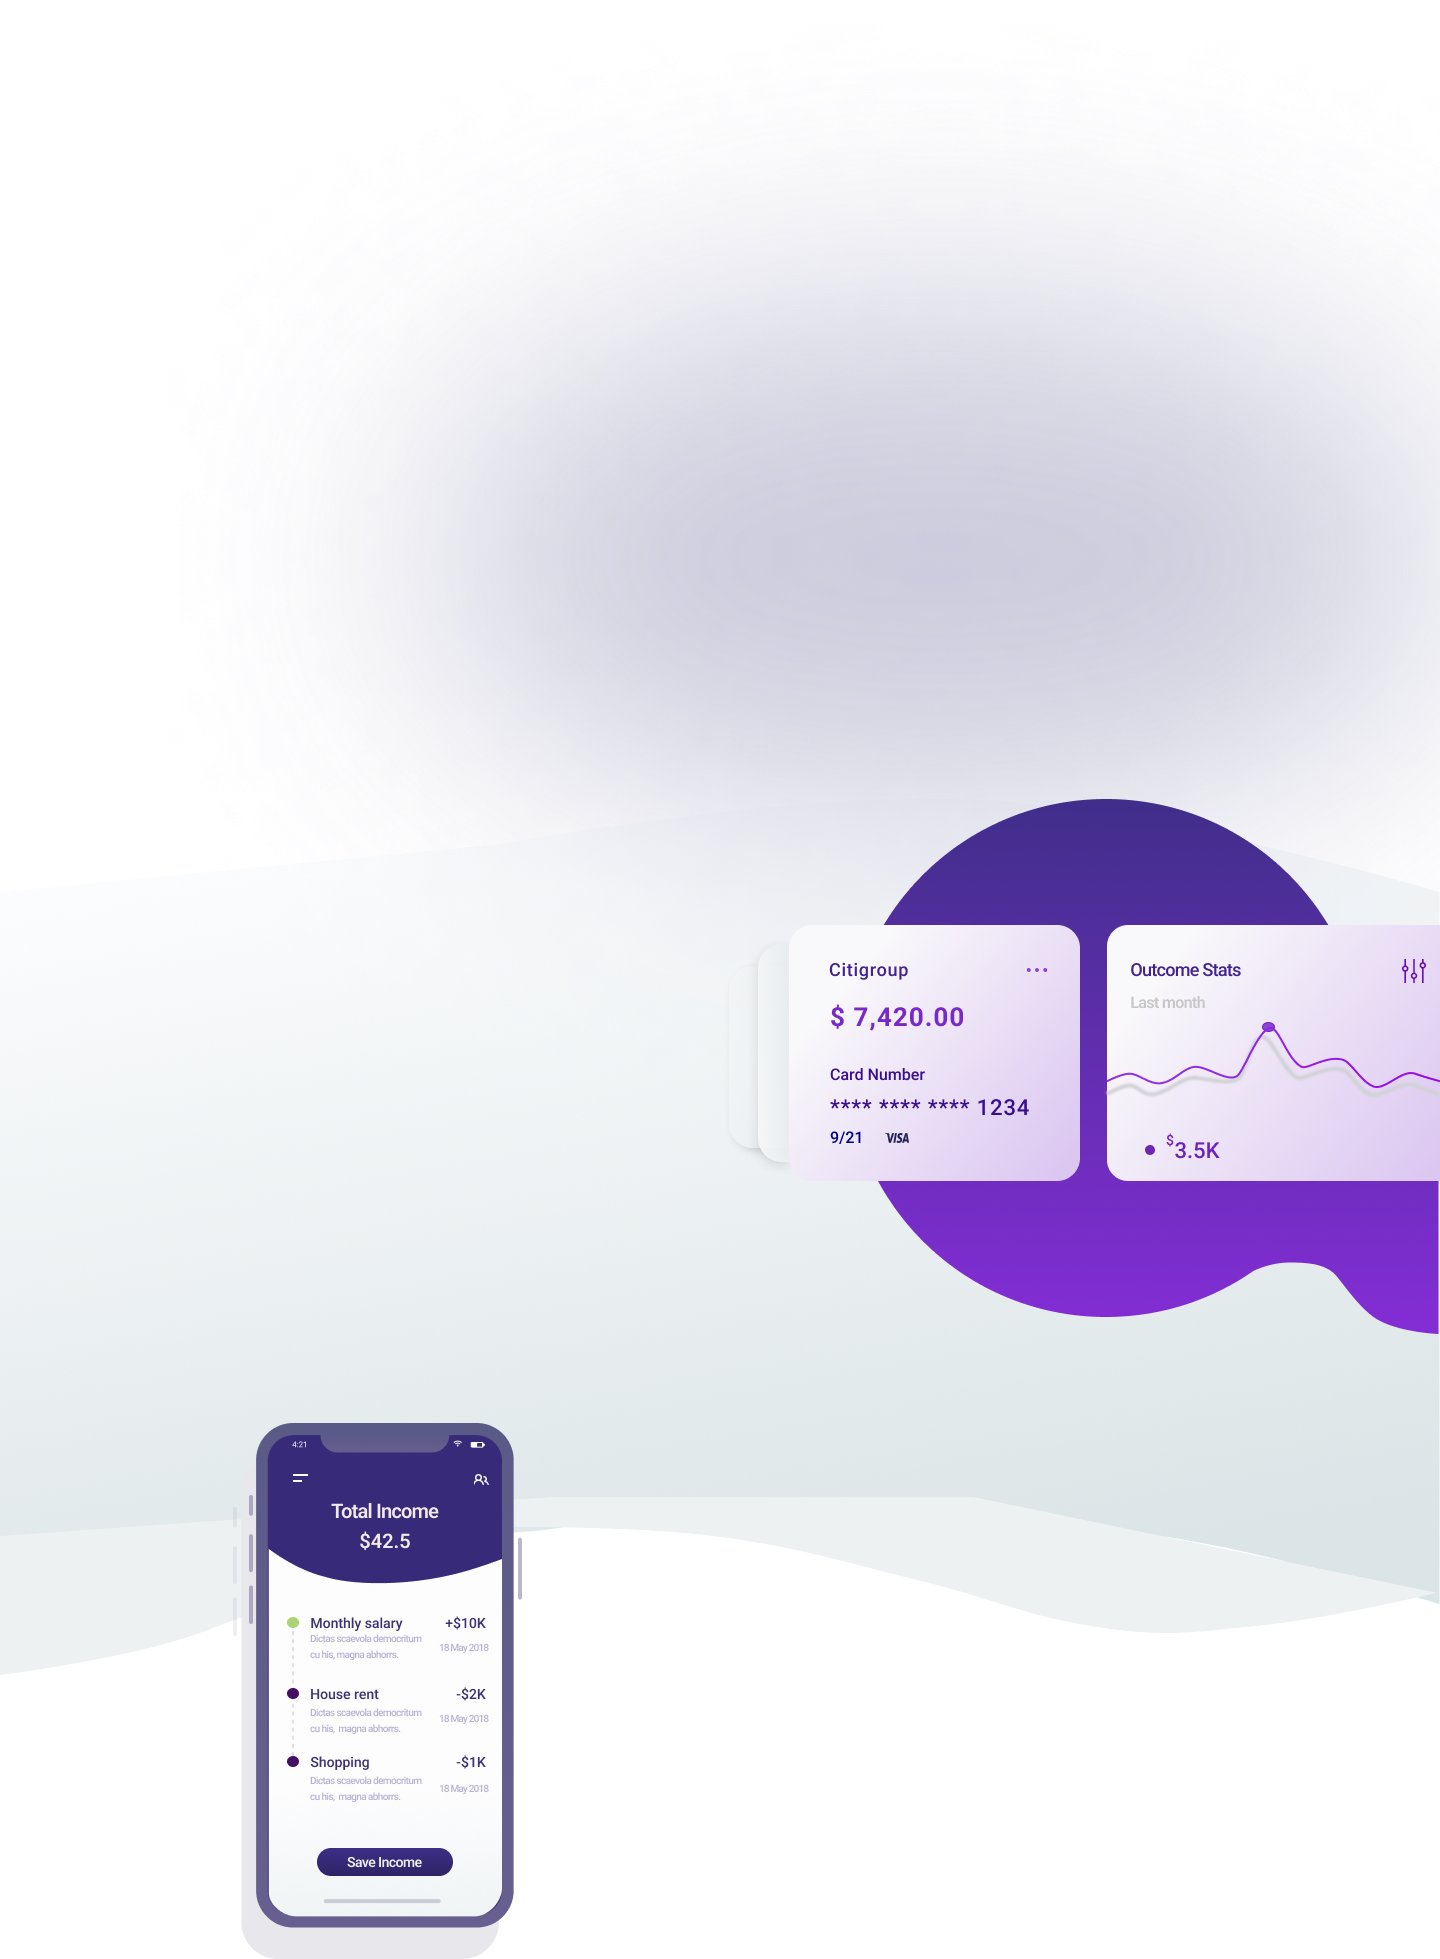 Citigroup
$ 7,420.00
Card Number
**** **** **** 1234
9/21 VISA
Outcome Stats
Last month
$3.5K
4:21
Total Income
$42.5
Monthly salary +$10K
Dictas scaevola democritum
cu his, magna abhorrs.
18 May 2018
House rent -$2K
Dictas scaevola democritum
cu his, magna abhorrs.
18 May 2018
Shopping -$1K
Dictas scaevola democritum
cu his, magna abhorrs.
18 May 2018
Save Income